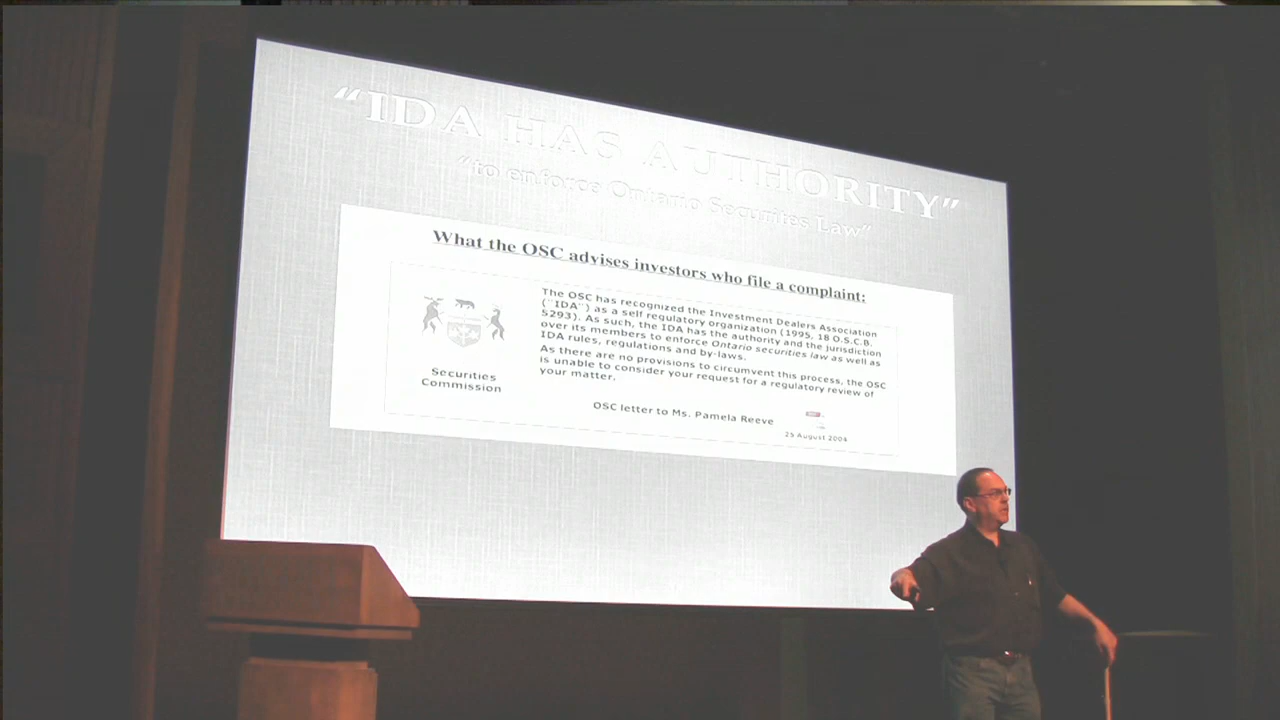 “IDA HAS AUTHORITY”
“to enforce Ontario Securites Law”
What the OSC advises investors who file a complaint:
The OSC has recognized the Investment Dealers Association
("IDA") as a self regulatory organization (1995, 18 O.S.C.B.
5293). As such, the IDA has the authority and the jurisdiction
over its members to enforce Ontario securities law as well as
IDA rules, regulations and by-laws.
As there are no provisions to circumvent this process, the OSC
is unable to consider your request for a regulatory review of
your matter.
Securities
Commission
OSC letter to Ms. Pamela Reeve
25 August 2004